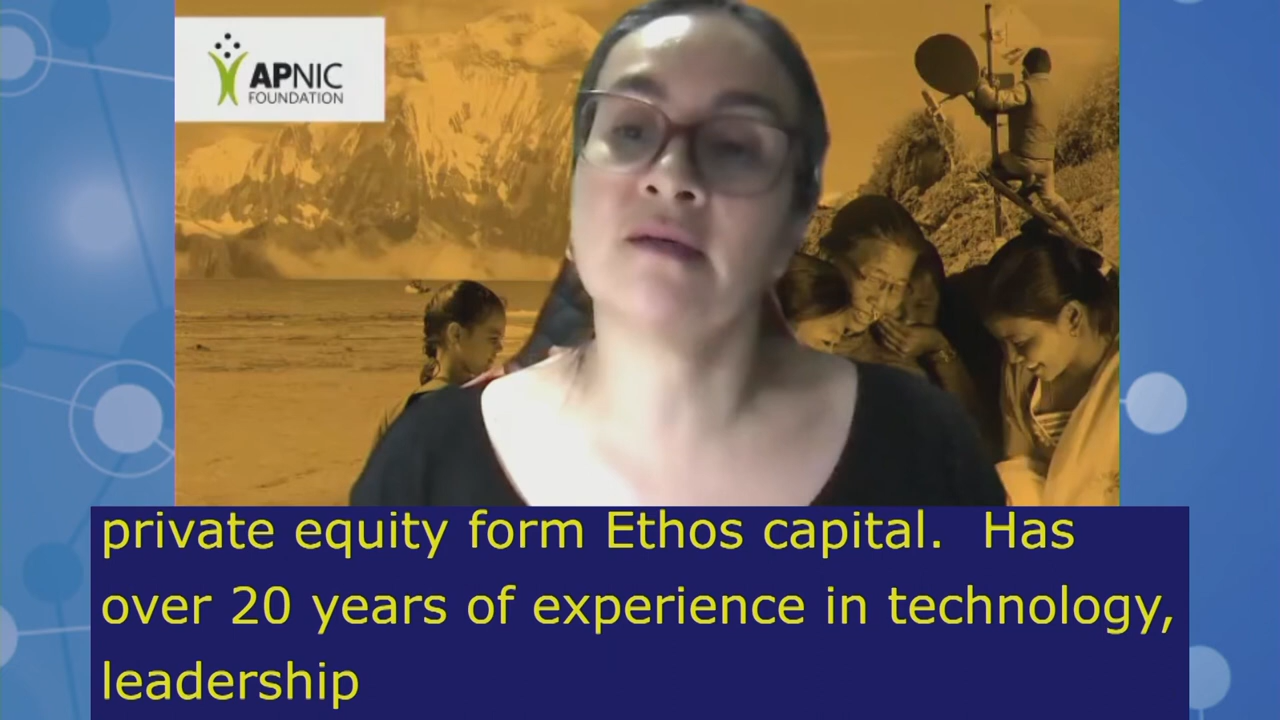 APNIC
FOUNDATION
private equity form Ethos capital.  Has
over 20 years of experience in technology,
leadership